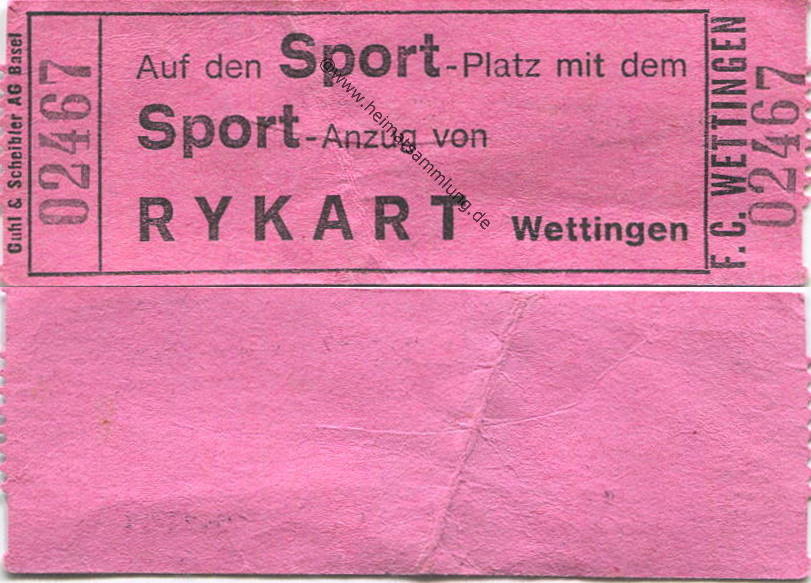 Guhl & Scheibler AG Basel
02467
Auf den Sport-Platz mit dem
Sport-Anzug von
RYKART Wettingen
F. C. WETTINGEN
02467
©www.heimatsammlung.de